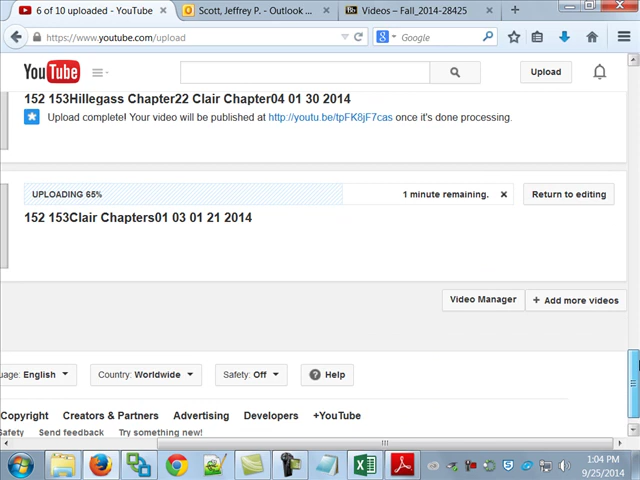 6 of 10 uploaded - YouTube
Scott, Jeffrey P. - Outlook ...
Bb
Videos – Fall_2014-28425
https://www.youtube.com/upload
Google
YouTube
Upload
152 153Hillegass Chapter22 Clair Chapter04 01 30 2014
Upload complete! Your video will be published at http://youtu.be/tpFK8jF7cas once it's done processing.
UPLOADING 65%
1 minute remaining.
Return to editing
152 153Clair Chapters01 03 01 21 2014
Video Manager
+ Add more videos
uage: English
Country: Worldwide
Safety: Off
Help
Copyright
Creators & Partners
Advertising
Developers
+YouTube
Safety
Send feedback
Try something new!
1:04 PM
9/25/2014